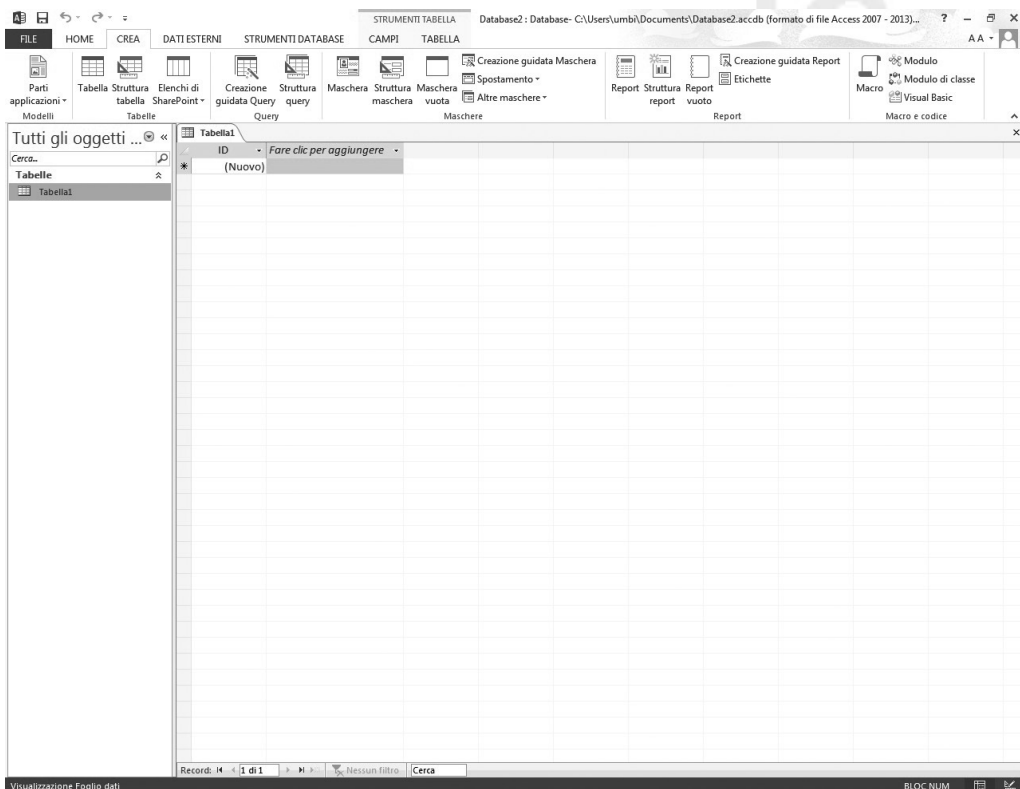 STRUMENTI TABELLA Database2 : Database- C:\Users\umbi\Documents\Database2.accdb (formato di file Access 2007 - 2013)... ?
FILE HOME CREA DATI ESTERNI STRUMENTI DATABASE CAMPI TABELLA A A
Parti applicazioni
Modelli
Tabella
Struttura tabella
Elenchi di SharePoint
Tabelle
Creazione guidata Query
Struttura query
Query
Maschera
Struttura maschera
Maschera vuota
Creazione guidata Maschera
Spostamento
Altre maschere
Maschere
Report
Struttura report
Report vuoto
Creazione guidata Report
Etichette
Report
Macro
Modulo
Modulo di classe
Visual Basic
Macro e codice
Tutti gli oggetti ... «
Cerca...
Tabelle
Tabella1
Tabella1
ID Fare clic per aggiungere
(Nuovo)
Record: 1 di 1 Nessun filtro Cerca
Visualizzazione Foglio dati BLOC NUM